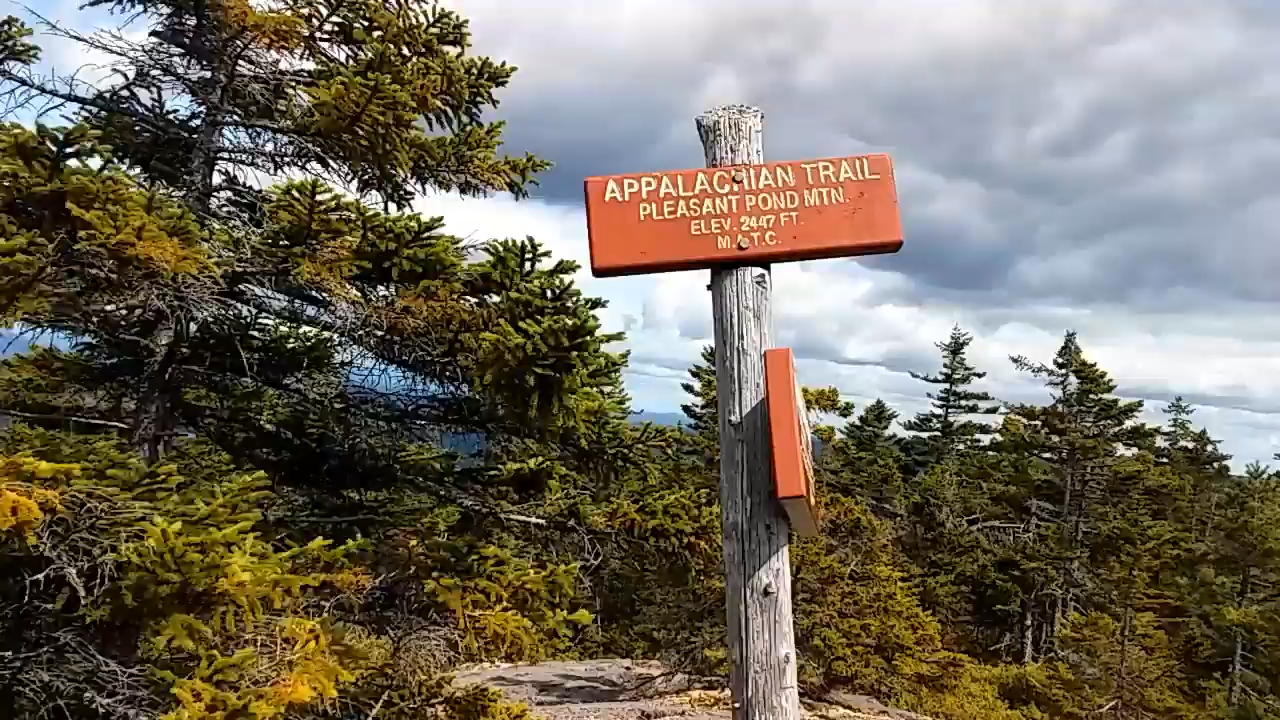 APPALACHIAN TRAIL
PLEASANT POND MTN.
ELEV. 2447 FT.
M.A.T.C.